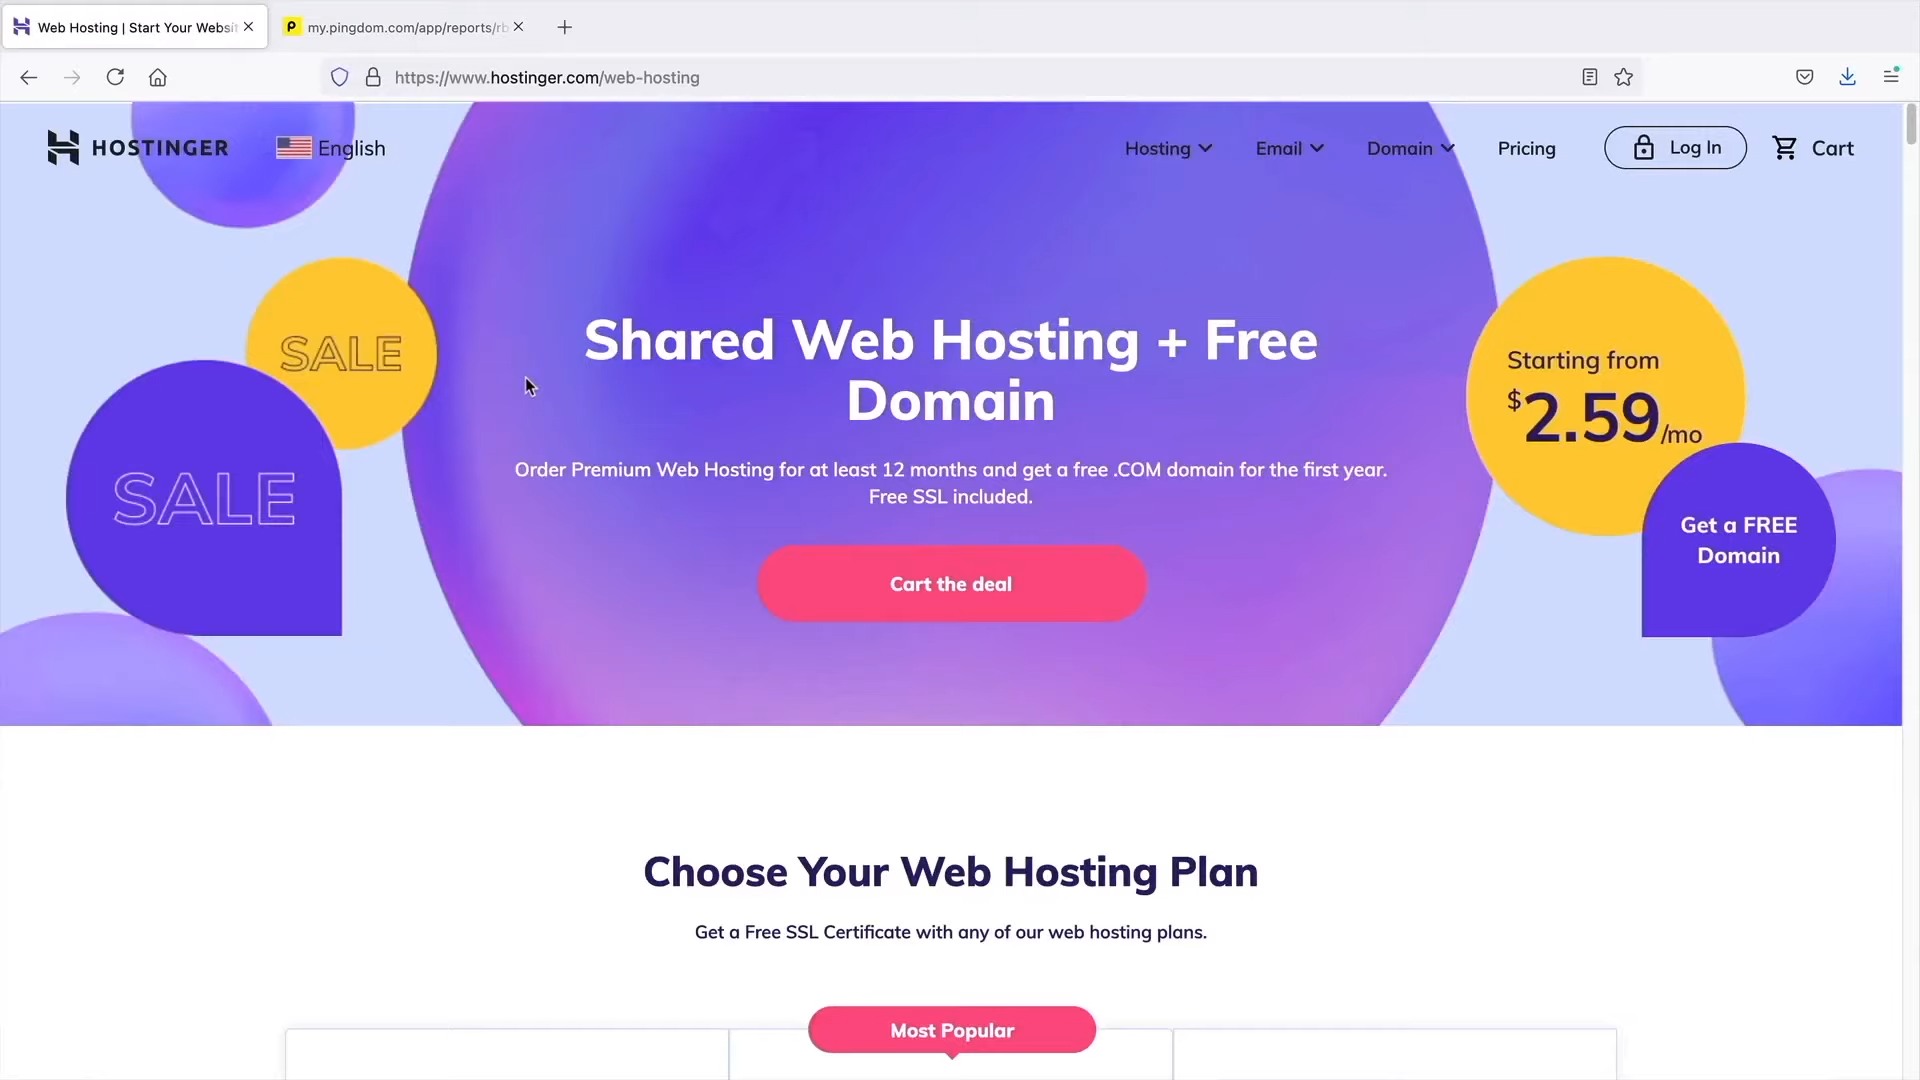 Web Hosting | Start Your Websit
my.pingdom.com/app/reports/rb
https://www.hostinger.com/web-hosting
HOSTINGER
English
Hosting
Email
Domain
Pricing
Log In
Cart
SALE
SALE
Shared Web Hosting + Free
Domain
Order Premium Web Hosting for at least 12 months and get a free .COM domain for the first year.
Free SSL included.
Cart the deal
Starting from
$2.59/mo
Get a FREE
Domain
Choose Your Web Hosting Plan
Get a Free SSL Certificate with any of our web hosting plans.
Most Popular